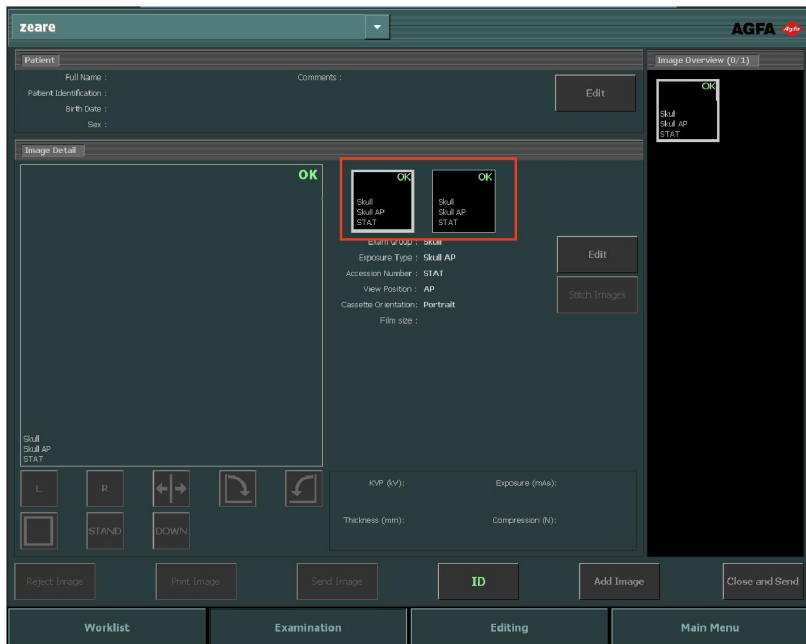 zeare
AGFA
Agfa
Patient
Full Name :
Patient Identification :
Birth Date :
Sex :
Comments :
Edit
Image Overview (0/1)
OK
Skull
Skull AP
STAT
Image Detail
OK
Skull
Skull AP
STAT
OK
Skull
Skull AP
STAT
OK
Skull
Skull AP
STAT
Exam Group : Skull
Exposure Type : Skull AP
Accession Number : STAT
View Position : AP
Cassette Orientation: Portrait
Film size :
Edit
Stitch Images
L
R
STAND
DOWN
KVP (kV):
Exposure (mAs):
Thickness (mm):
Compression (N):
Reject Image
Print Image
Send Image
ID
Add Image
Close and Send
Worklist
Examination
Editing
Main Menu